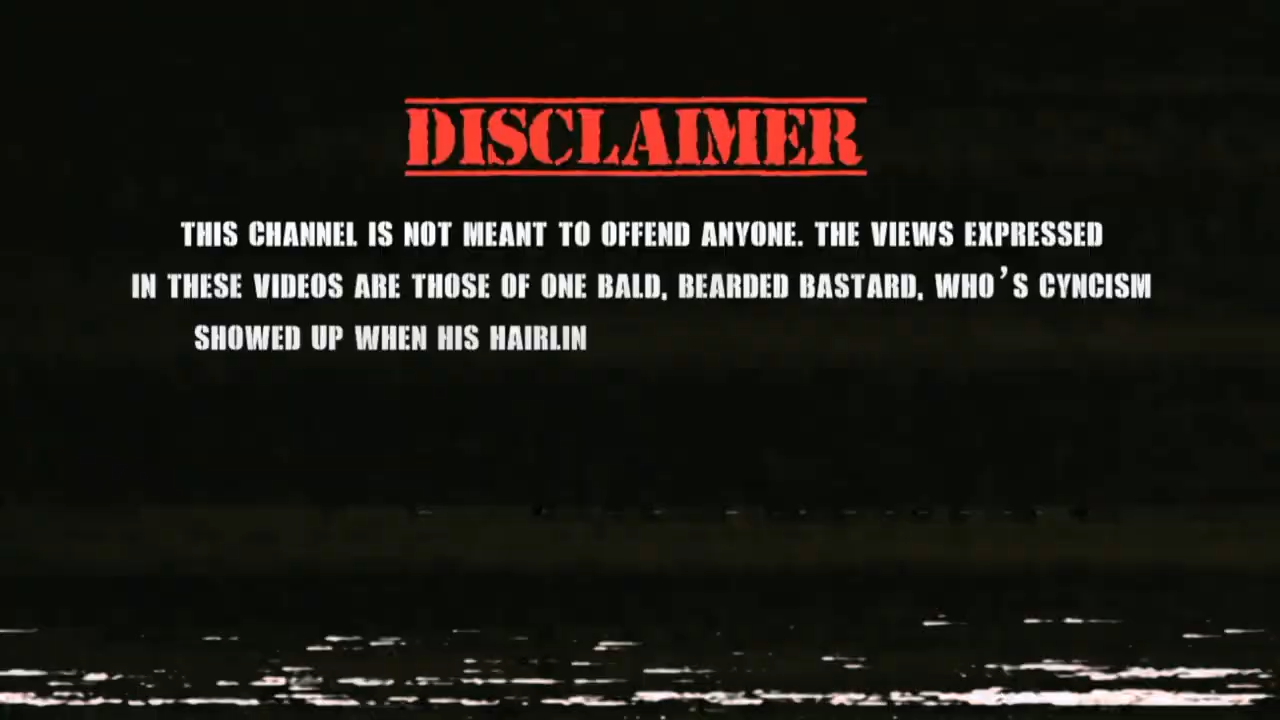 DISCLAIMER
THIS CHANNEL IS NOT MEANT TO OFFEND ANYONE. THE VIEWS EXPRESSED
IN THESE VIDEOS ARE THOSE OF ONE BALD, BEARDED BASTARD, WHO'S CYNCISM
SHOWED UP WHEN HIS HAIRLIN